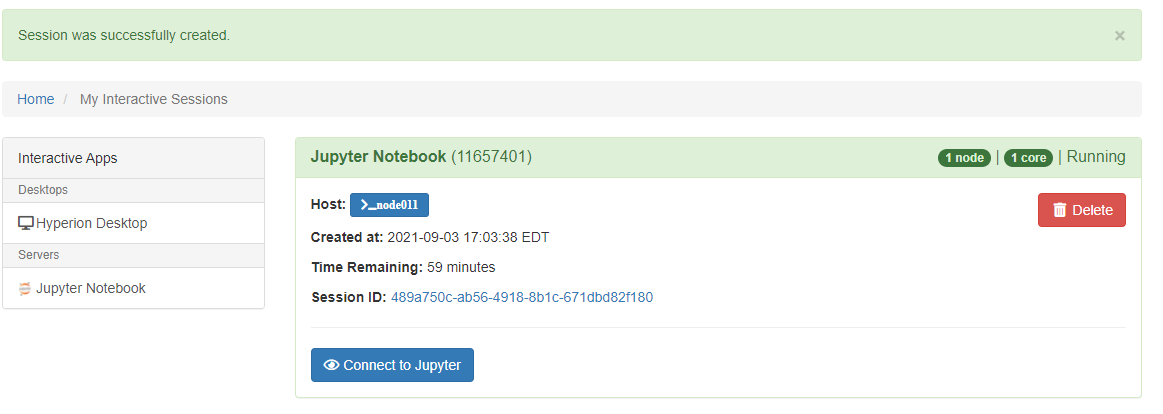 Session was successfully created.
×
Home / My Interactive Sessions
Interactive Apps
Desktops
Hyperion Desktop
Servers
Jupyter Notebook
Jupyter Notebook (11657401)
1 node | 1 core | Running
Host: >_node011
Delete
Created at: 2021-09-03 17:03:38 EDT
Time Remaining: 59 minutes
Session ID: 489a750c-ab56-4918-8b1c-671dbd82f180
Connect to Jupyter